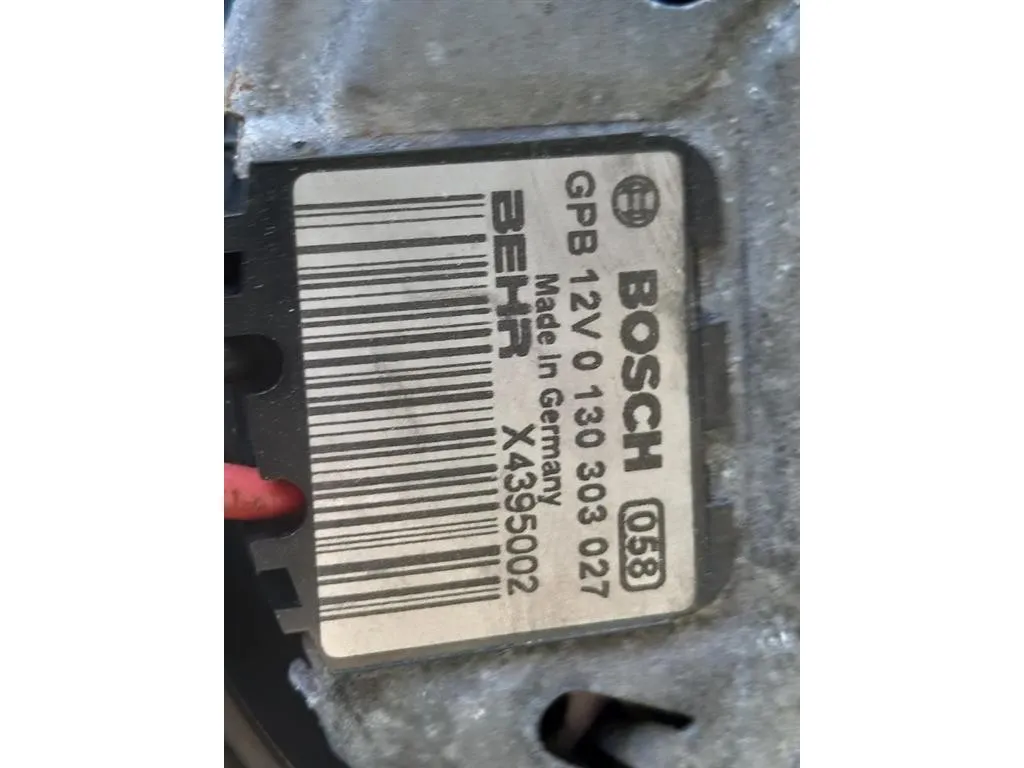 BOSCH 058
GPB 12V 0 130 303 027
Made in Germany
BEHR X4395002